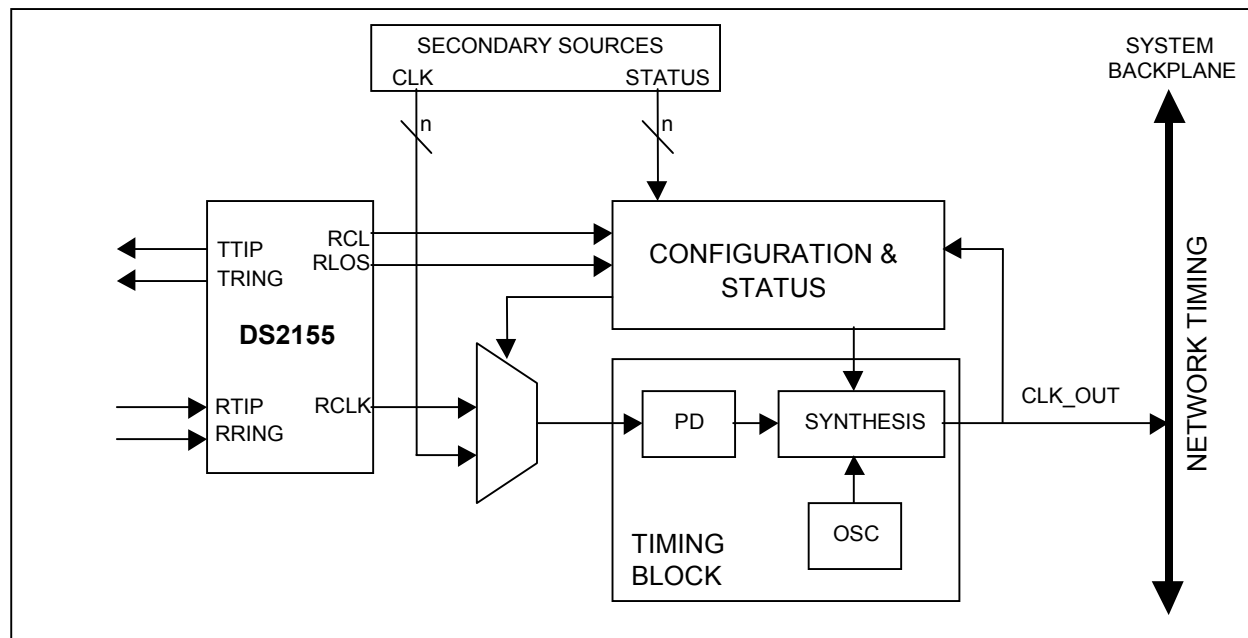 SECONDARY SOURCES
CLK
STATUS
n
n
SYSTEM
BACKPLANE
TTIP
TRING
RCL
RLOS
DS2155
RTIP
RRING
RCLK
CONFIGURATION &
STATUS
PD
SYNTHESIS
OSC
TIMING
BLOCK
CLK_OUT
NETWORK TIMING